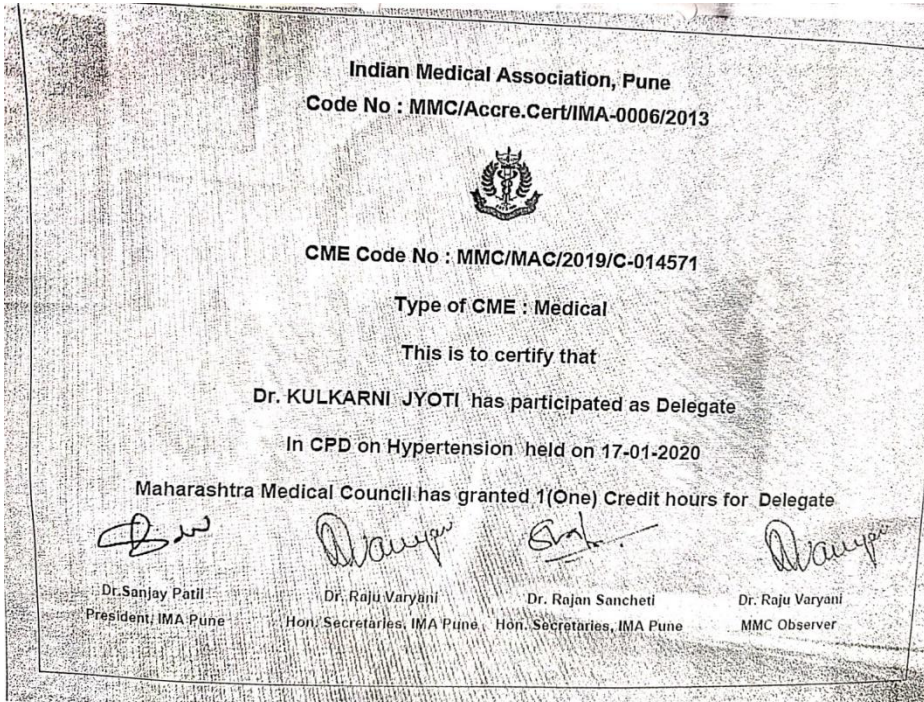 Indian Medical Association, Pune
Code No : MMC/Accre.Cert/IMA-0006/2013
CME Code No : MMC/MAC/2019/C-014571
Type of CME : Medical
This is to certify that
Dr. KULKARNI JYOTI has participated as Delegate
In CPD on Hypertension held on 17-01-2020
Maharashtra Medical Council has granted 1(One) Credit hours for Delegate
Dr.Sanjay Patil
President, IMA Pune
Dr. Raju Varyani
Hon. Secretaries, IMA Pune
Dr. Rajan Sancheti
Hon. Secretaries, IMA Pune
Dr. Raju Varyani
MMC Observer